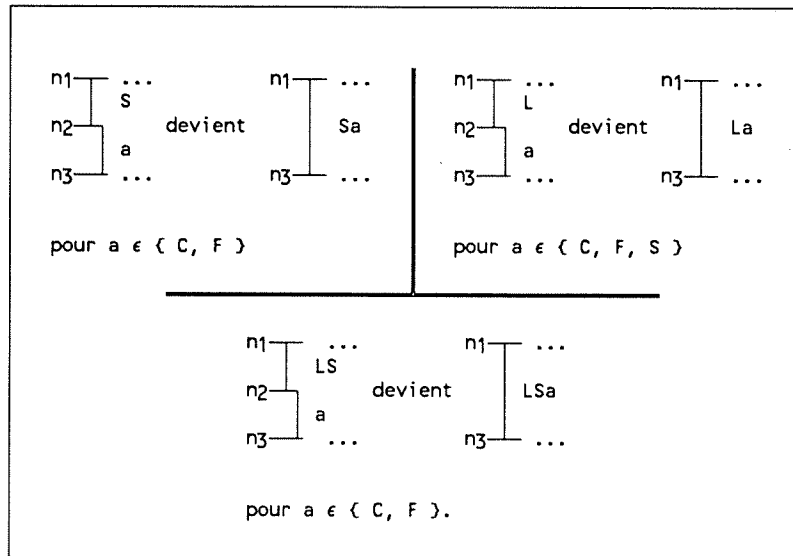 n1 ... n1 ...
S
n2 devient Sa
a
n3 ... n3 ...
pour a ϵ { C, F }
n1 ... n1 ...
L
n2 devient La
a
n3 ... n3 ...
pour a ϵ { C, F, S }
n1 ... n1 ...
LS
n2 devient LSa
a
n3 ... n3 ...
pour a ϵ { C, F }.